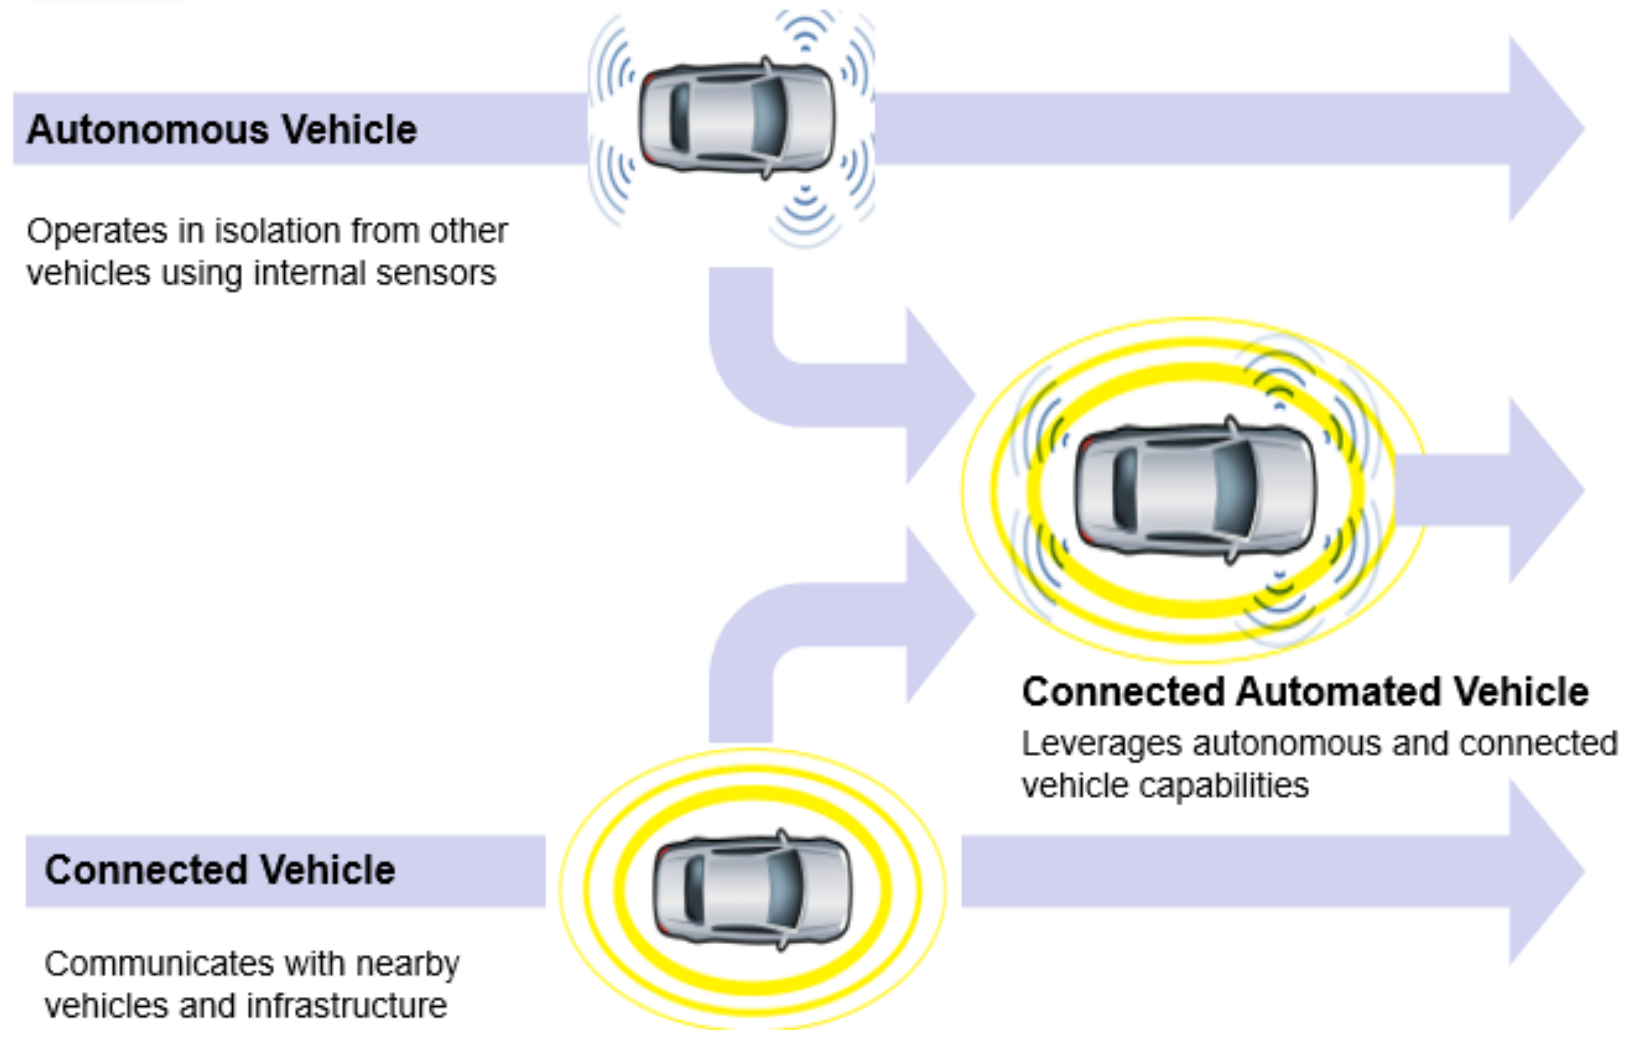 Autonomous Vehicle
Operates in isolation from other
vehicles using internal sensors
Connected Automated Vehicle
Leverages autonomous and connected
vehicle capabilities
Connected Vehicle
Communicates with nearby
vehicles and infrastructure